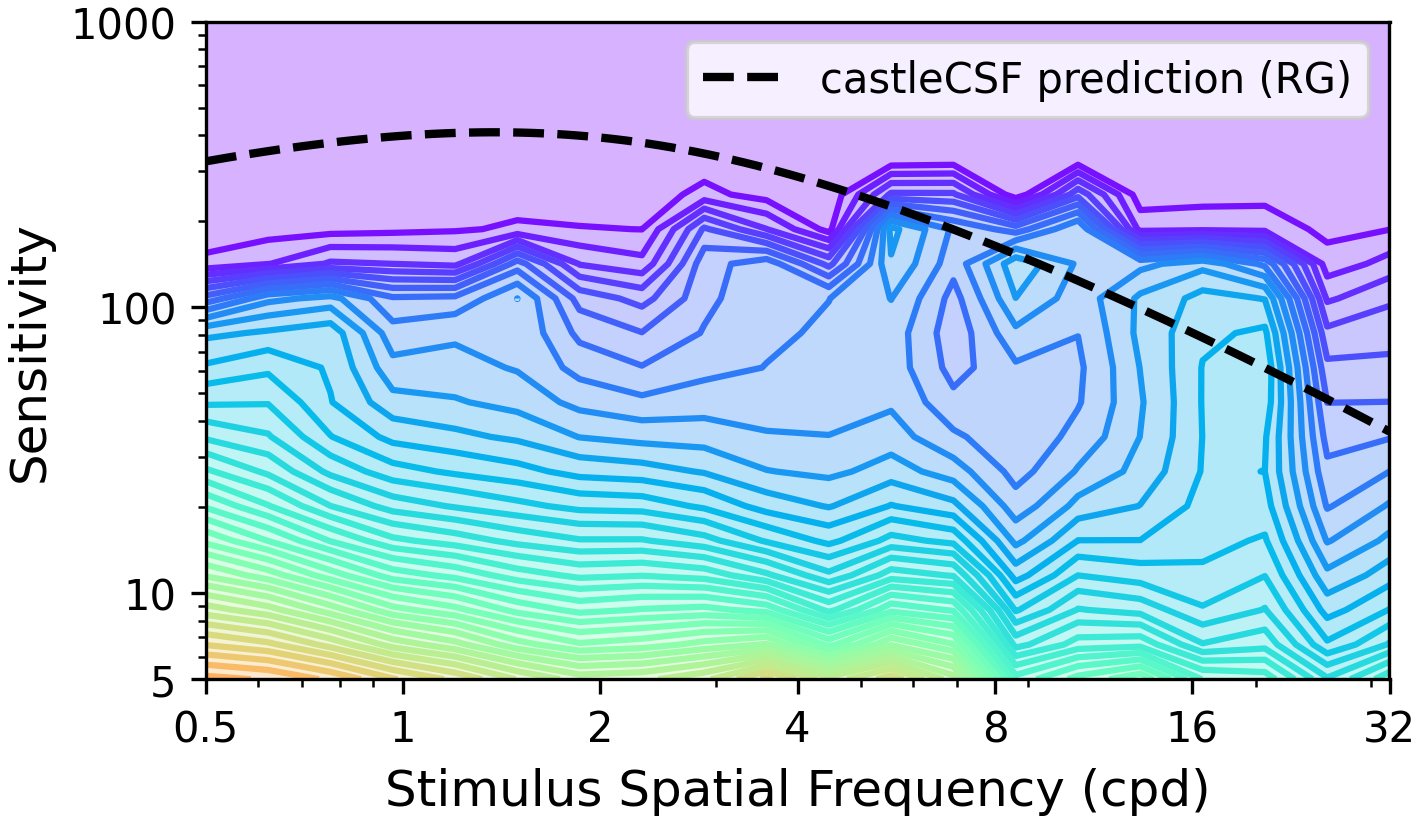 1000
100
10
5
Sensitivity
castleCSF prediction (RG)
0.5 1 2 4 8 16 32
Stimulus Spatial Frequency (cpd)